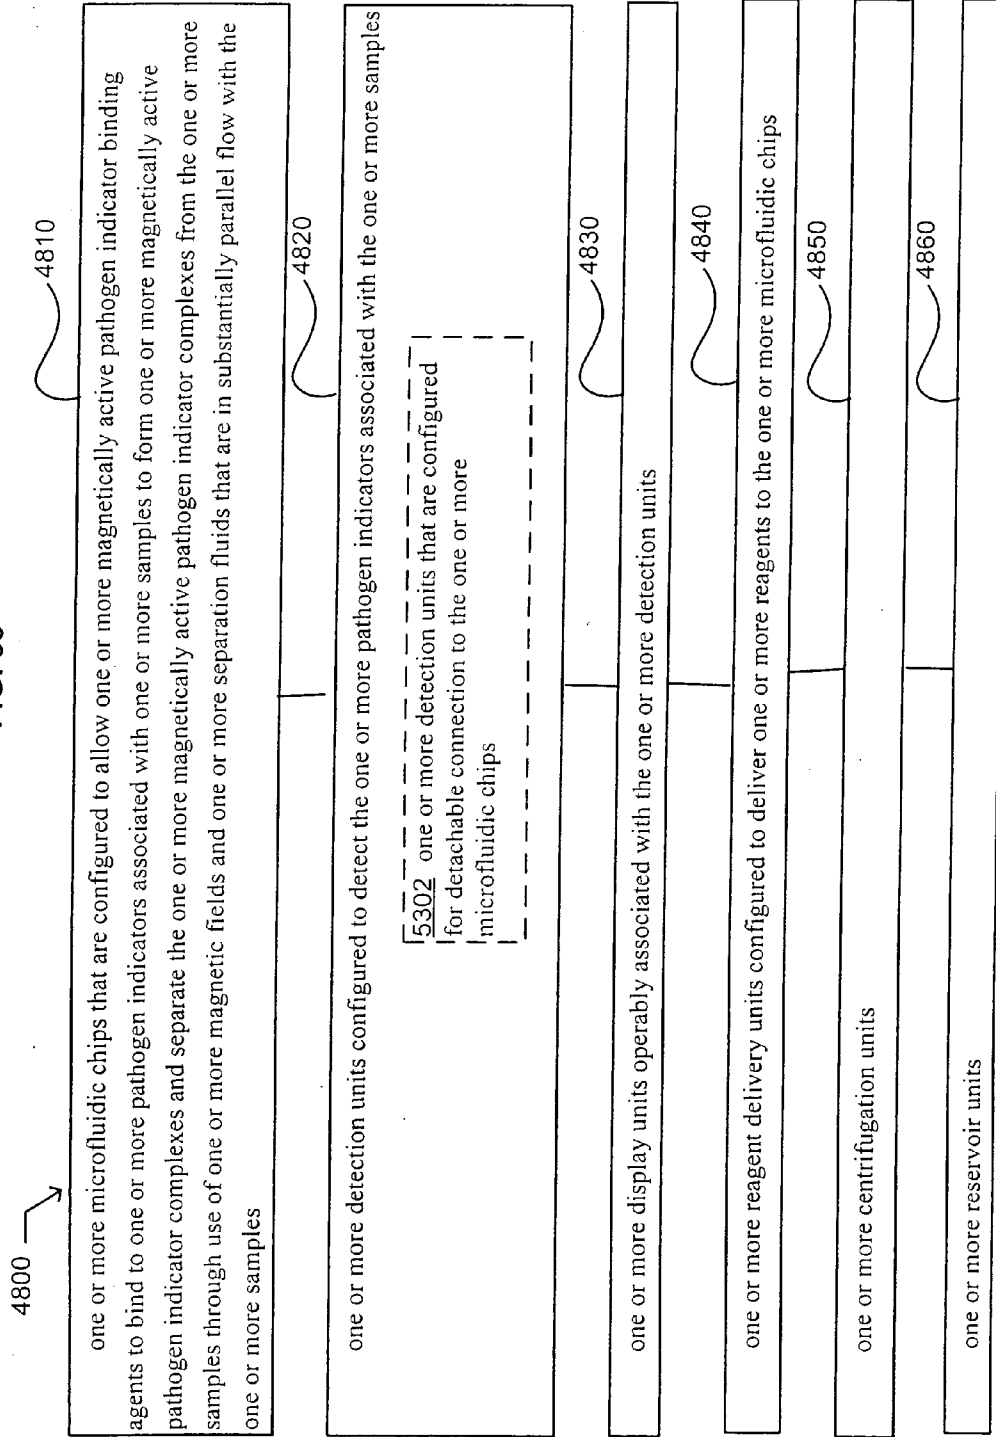 4800
4810
one or more microfluidic chips that are configured to allow one or more magnetically active pathogen indicator binding
agents to bind to one or more pathogen indicators associated with one or more samples to form one or more magnetically active
pathogen indicator complexes and separate the one or more magnetically active pathogen indicator complexes from the one or more
samples through use of one or more magnetic fields and one or more separation fluids that are in substantially parallel flow with the
one or more samples
4820
one or more detection units configured to detect the one or more pathogen indicators associated with the one or more samples
5302 one or more detection units that are configured
for detachable connection to the one or more
microfluidic chips
4830
one or more display units operably associated with the one or more detection units
4840
one or more reagent delivery units configured to deliver one or more reagents to the one or more microfluidic chips
4850
one or more centrifugation units
4860
one or more reservoir units